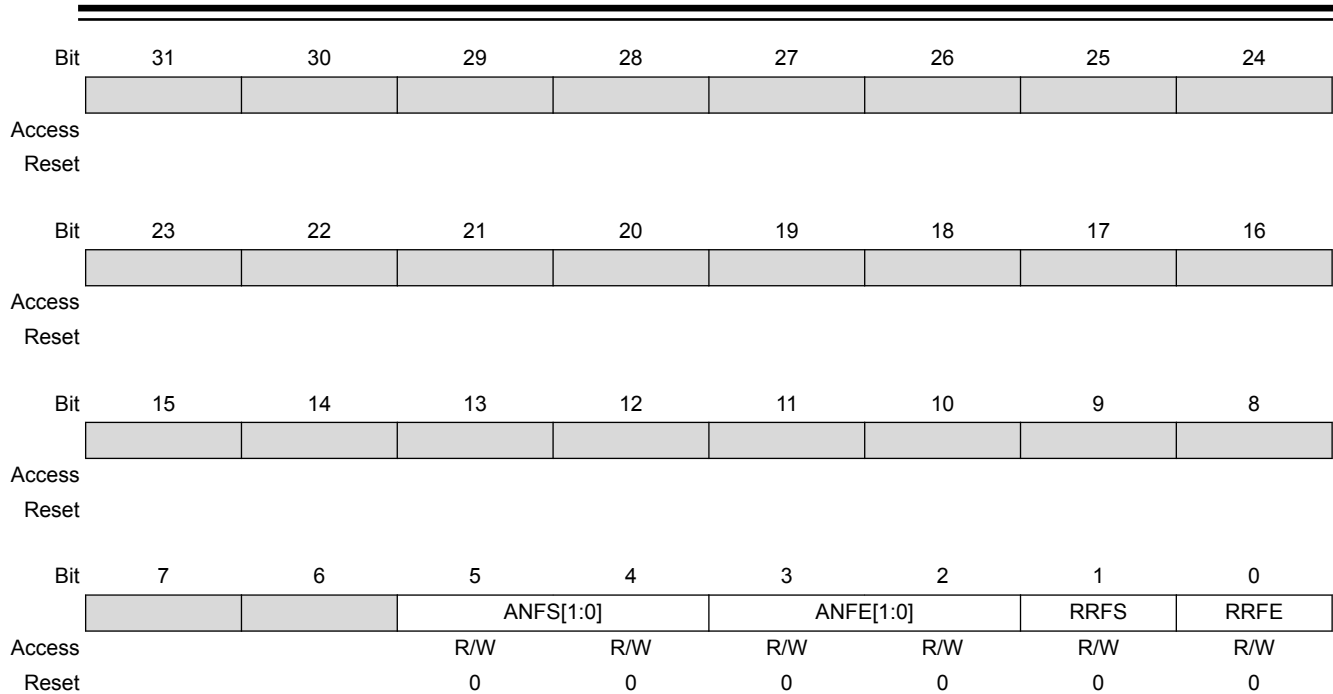 Bit 31 30 29 28 27 26 25 24
Access
Reset
Bit 23 22 21 20 19 18 17 16
Access
Reset
Bit 15 14 13 12 11 10 9 8
Access
Reset
Bit 7 6 5 4 3 2 1 0
ANFS[1:0] ANFE[1:0] RRFS RRFE
Access R/W R/W R/W R/W R/W R/W
Reset 0 0 0 0 0 0